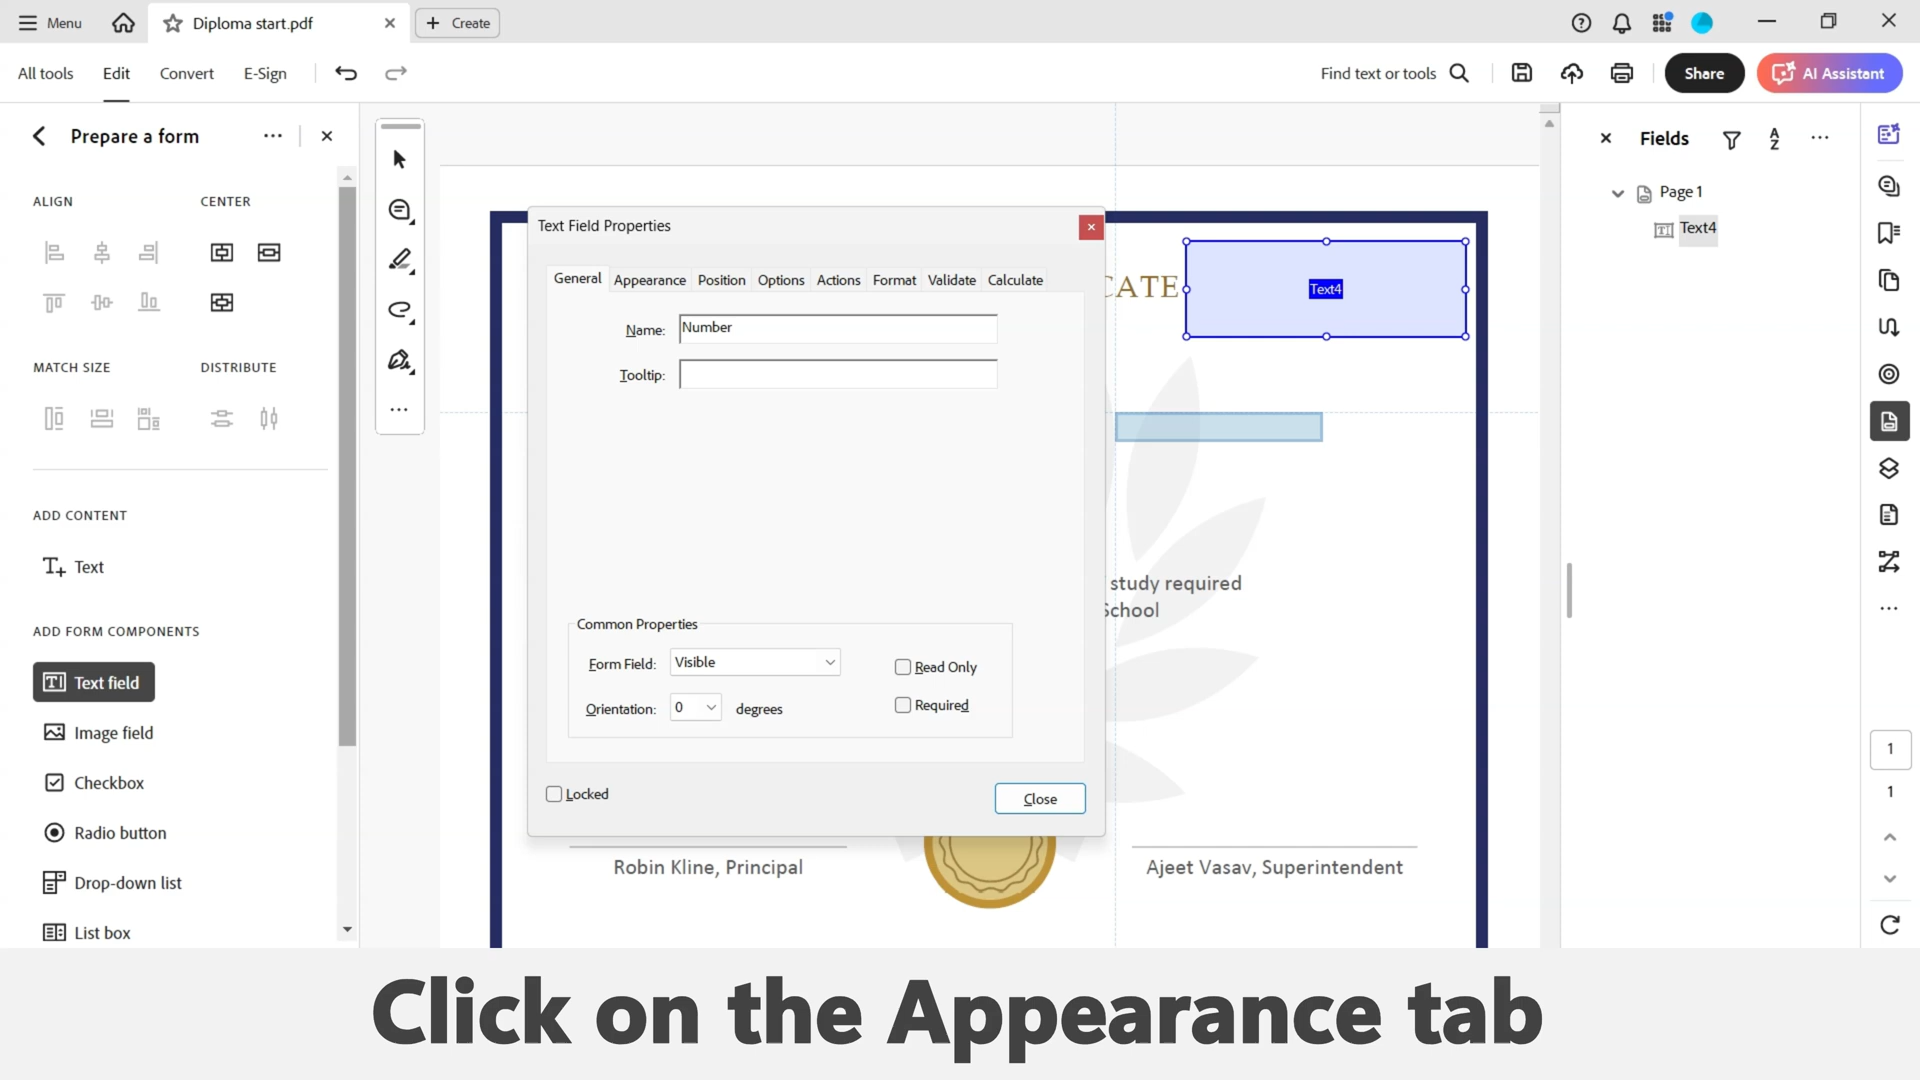 Menu
Diploma start.pdf
Create
All tools
Edit
Convert
E-Sign
Find text or tools
Share
AI Assistant
Prepare a form
ALIGN
CENTER
MATCH SIZE
DISTRIBUTE
ADD CONTENT
Text
ADD FORM COMPONENTS
Text field
Image field
Checkbox
Radio button
Drop-down list
List box
Text Field Properties
General
Appearance
Position
Options
Actions
Format
Validate
Calculate
Name:
Number
Tooltip:
Common Properties
Form Field:
Visible
Read Only
Orientation:
0
degrees
Required
Locked
Close
CATE
Text4
study required
School
Robin Kline, Principal
Ajeet Vasav, Superintendent
Fields
Page 1
Text4
1
1
Click on the Appearance tab